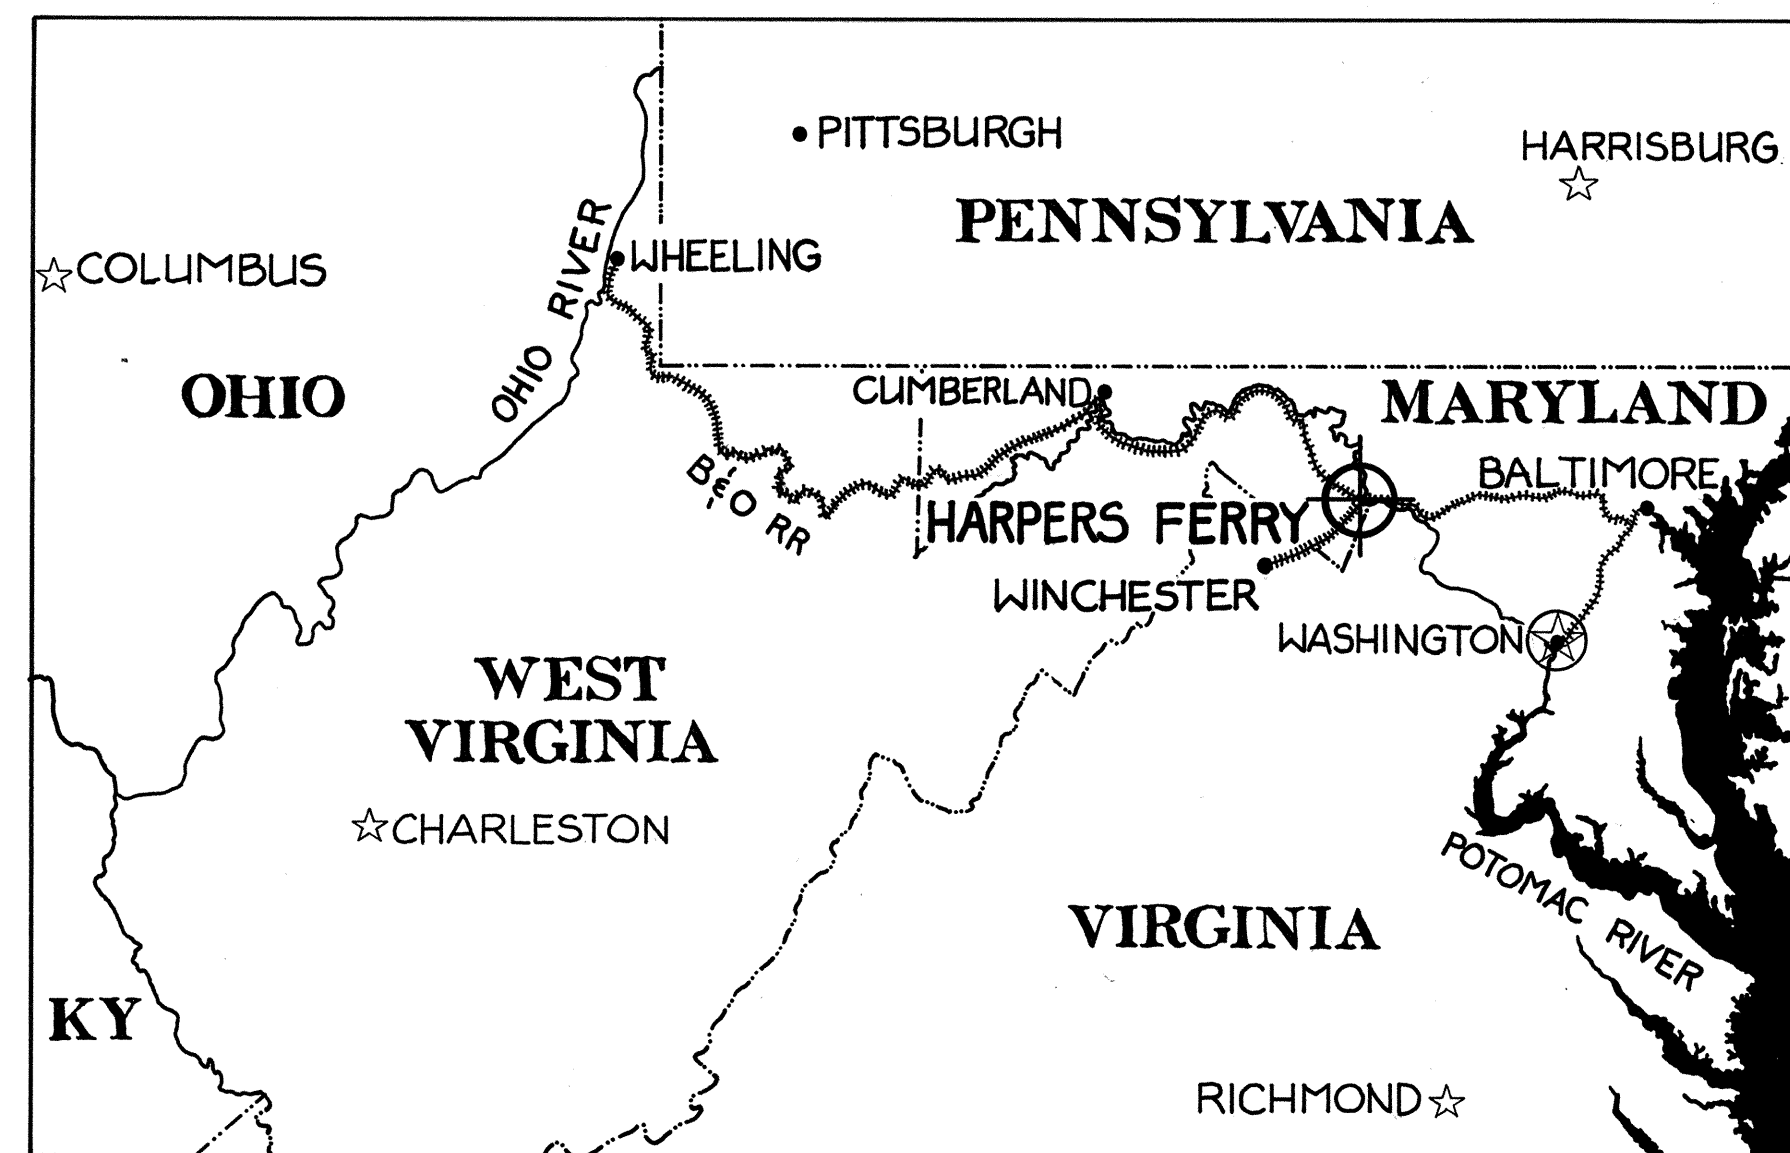 PITTSBURGH
HARRISBURG
PENNSYLVANIA
WHEELING
COLUMBUS
OHIO RIVER
OHIO
CUMBERLAND
MARYLAND
BALTIMORE
B&O RR
HARPERS FERRY
WINCHESTER
WASHINGTON
WEST
VIRGINIA
CHARLESTON
POTOMAC RIVER
VIRGINIA
KY
RICHMOND